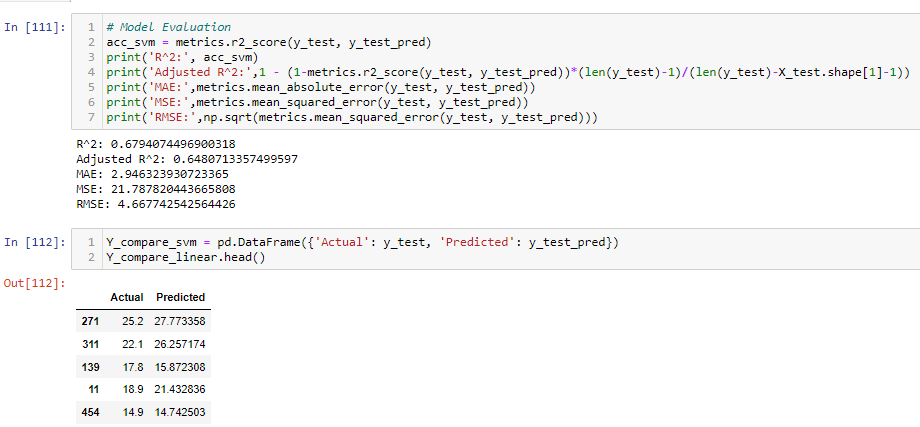 In [111]:
1 # Model Evaluation
2 acc_svm = metrics.r2_score(y_test, y_test_pred)
3 print('R^2:', acc_svm)
4 print('Adjusted R^2:',1 - (1-metrics.r2_score(y_test, y_test_pred))*(len(y_test)-1)/(len(y_test)-X_test.shape[1]-1))
5 print('MAE:',metrics.mean_absolute_error(y_test, y_test_pred))
6 print('MSE:',metrics.mean_squared_error(y_test, y_test_pred))
7 print('RMSE:',np.sqrt(metrics.mean_squared_error(y_test, y_test_pred)))
R^2: 0.6794074496900318
Adjusted R^2: 0.6480713357499597
MAE: 2.946323930723365
MSE: 21.787820443665808
RMSE: 4.667742542564426
In [112]:
1 Y_compare_svm = pd.DataFrame({'Actual': y_test, 'Predicted': y_test_pred})
2 Y_compare_linear.head()
Out[112]:
Actual Predicted
271 25.2 27.773358
311 22.1 26.257174
139 17.8 15.872308
11 18.9 21.432836
454 14.9 14.742503